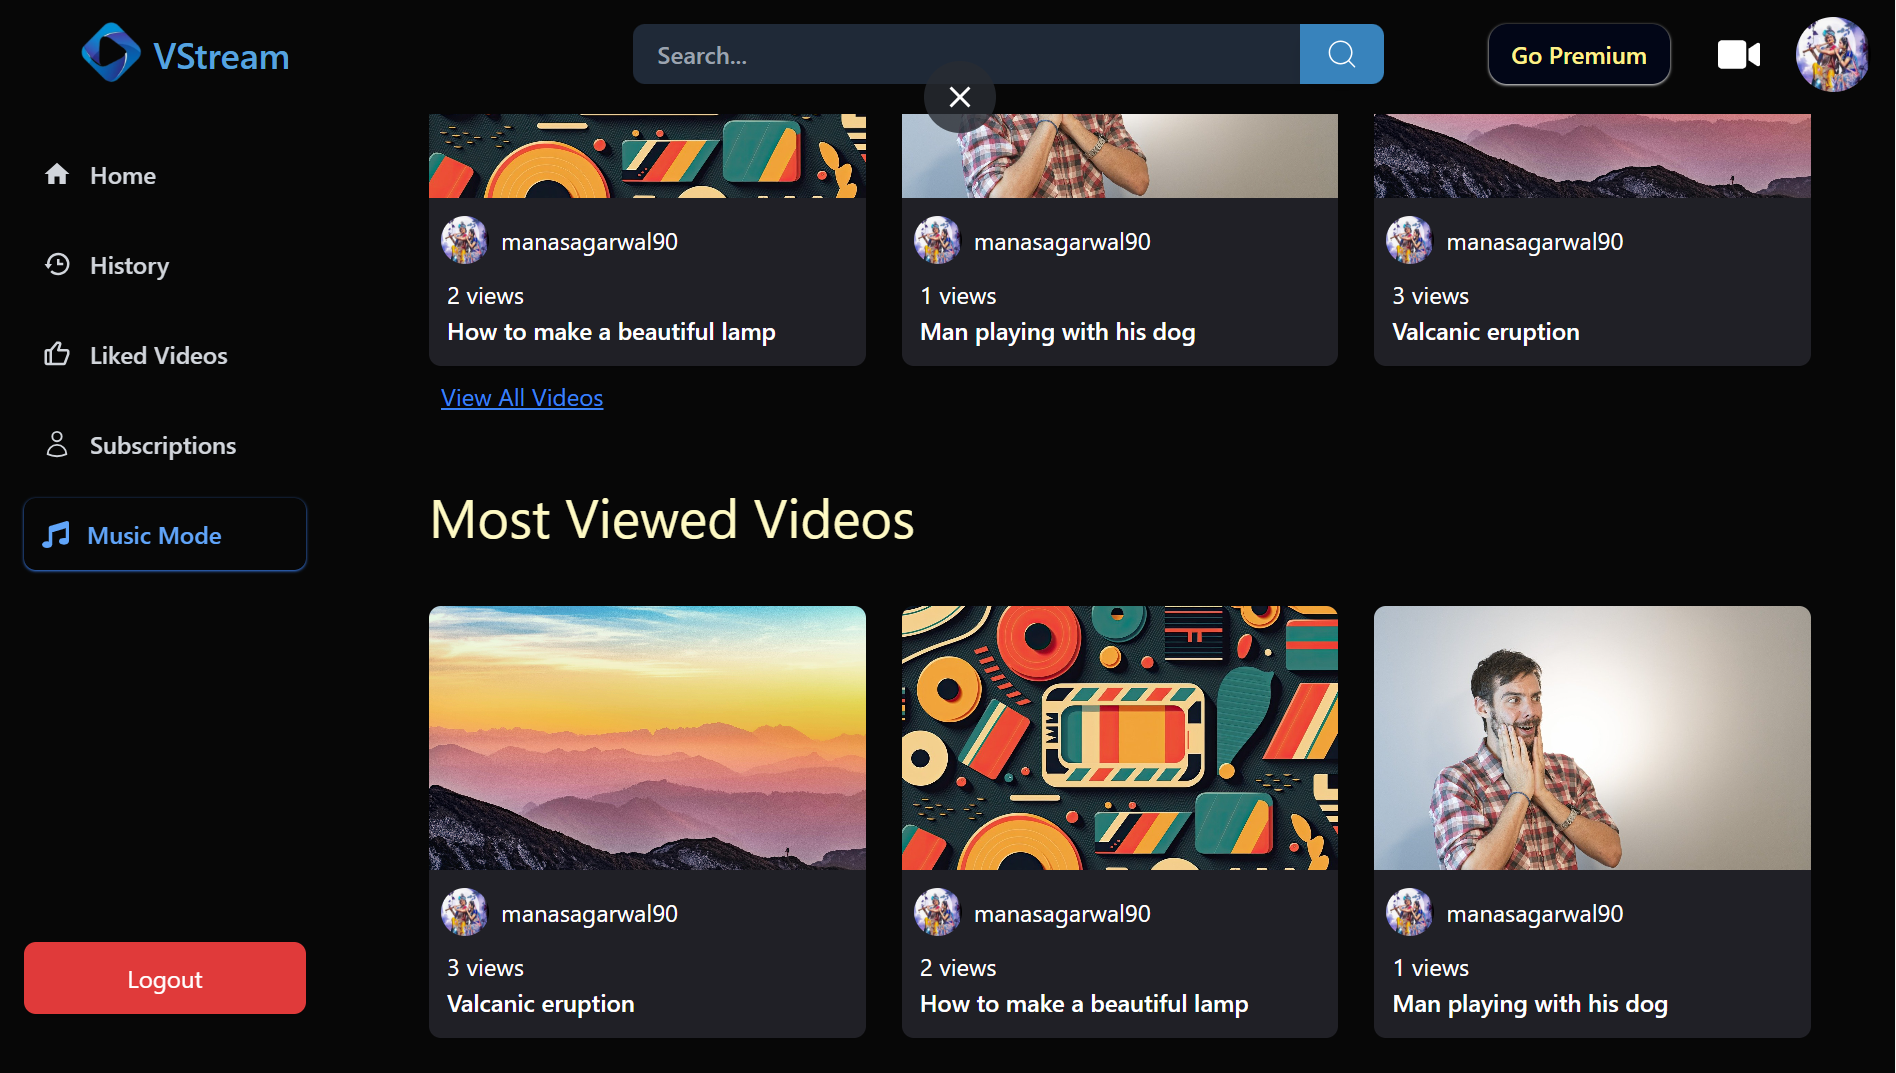 VStream
Search...
Go Premium
Home
History
Liked Videos
Subscriptions
Music Mode
Logout
manasagarwal90
2 views
How to make a beautiful lamp
manasagarwal90
1 views
Man playing with his dog
manasagarwal90
3 views
Valcanic eruption
View All Videos
Most Viewed Videos
manasagarwal90
3 views
Valcanic eruption
manasagarwal90
2 views
How to make a beautiful lamp
manasagarwal90
1 views
Man playing with his dog